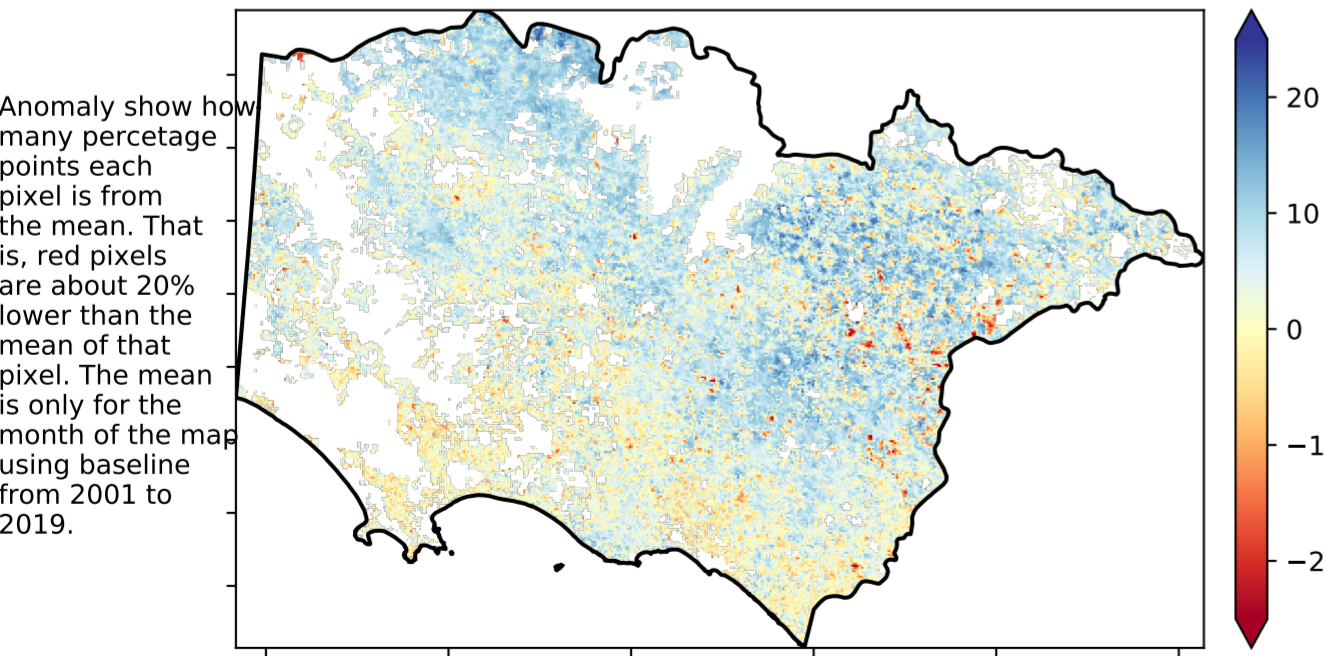 Anomaly show how
many percetage
points each
pixel is from
the mean. That
is, red pixels
are about 20%
lower than the
mean of that
pixel. The mean
is only for the
month of the map
using baseline
from 2001 to
2019.
20
10
0
−1
−2